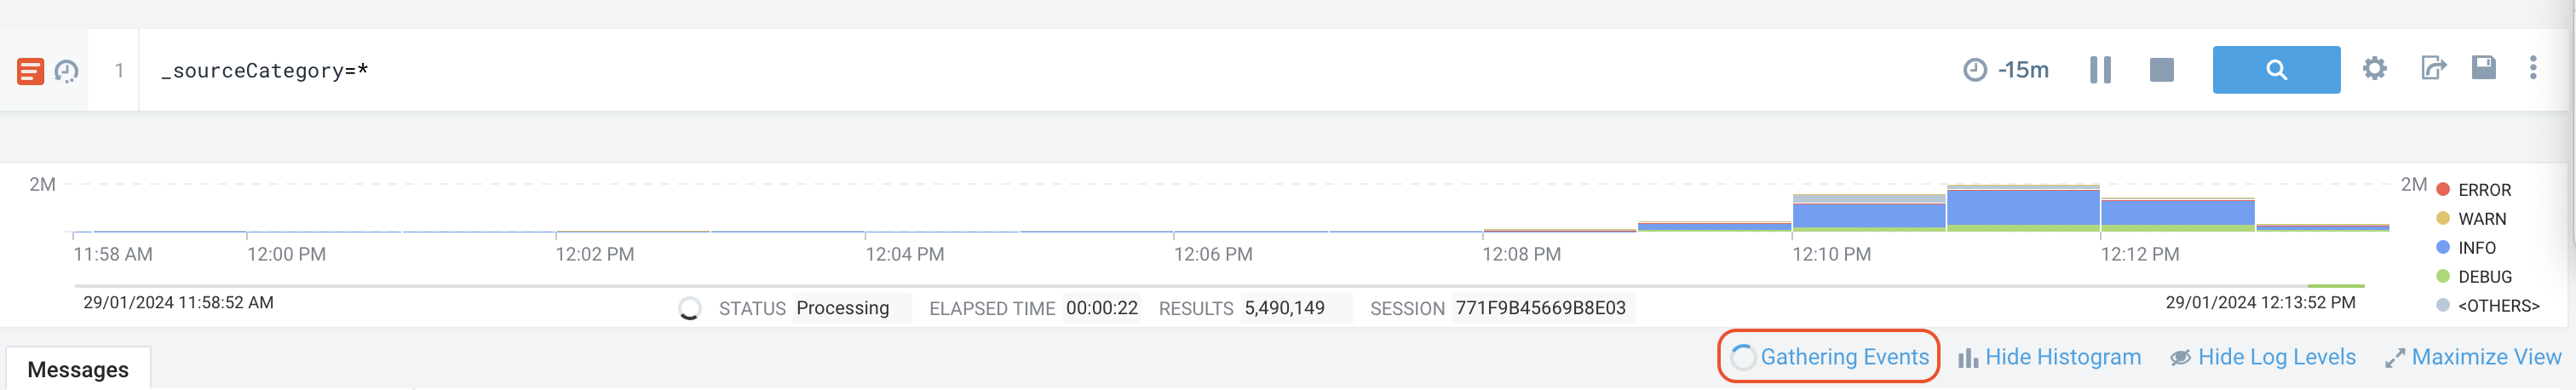 1 _sourceCategory=* -15m
2M 2M
ERROR
WARN
INFO
DEBUG
<OTHERS>
11:58 AM 12:00 PM 12:02 PM 12:04 PM 12:06 PM 12:08 PM 12:10 PM 12:12 PM
29/01/2024 11:58:52 AM STATUS Processing ELAPSED TIME 00:00:22 RESULTS 5,490,149 SESSION 771F9B45669B8E03 29/01/2024 12:13:52 PM
Messages Gathering Events Hide Histogram Hide Log Levels Maximize View